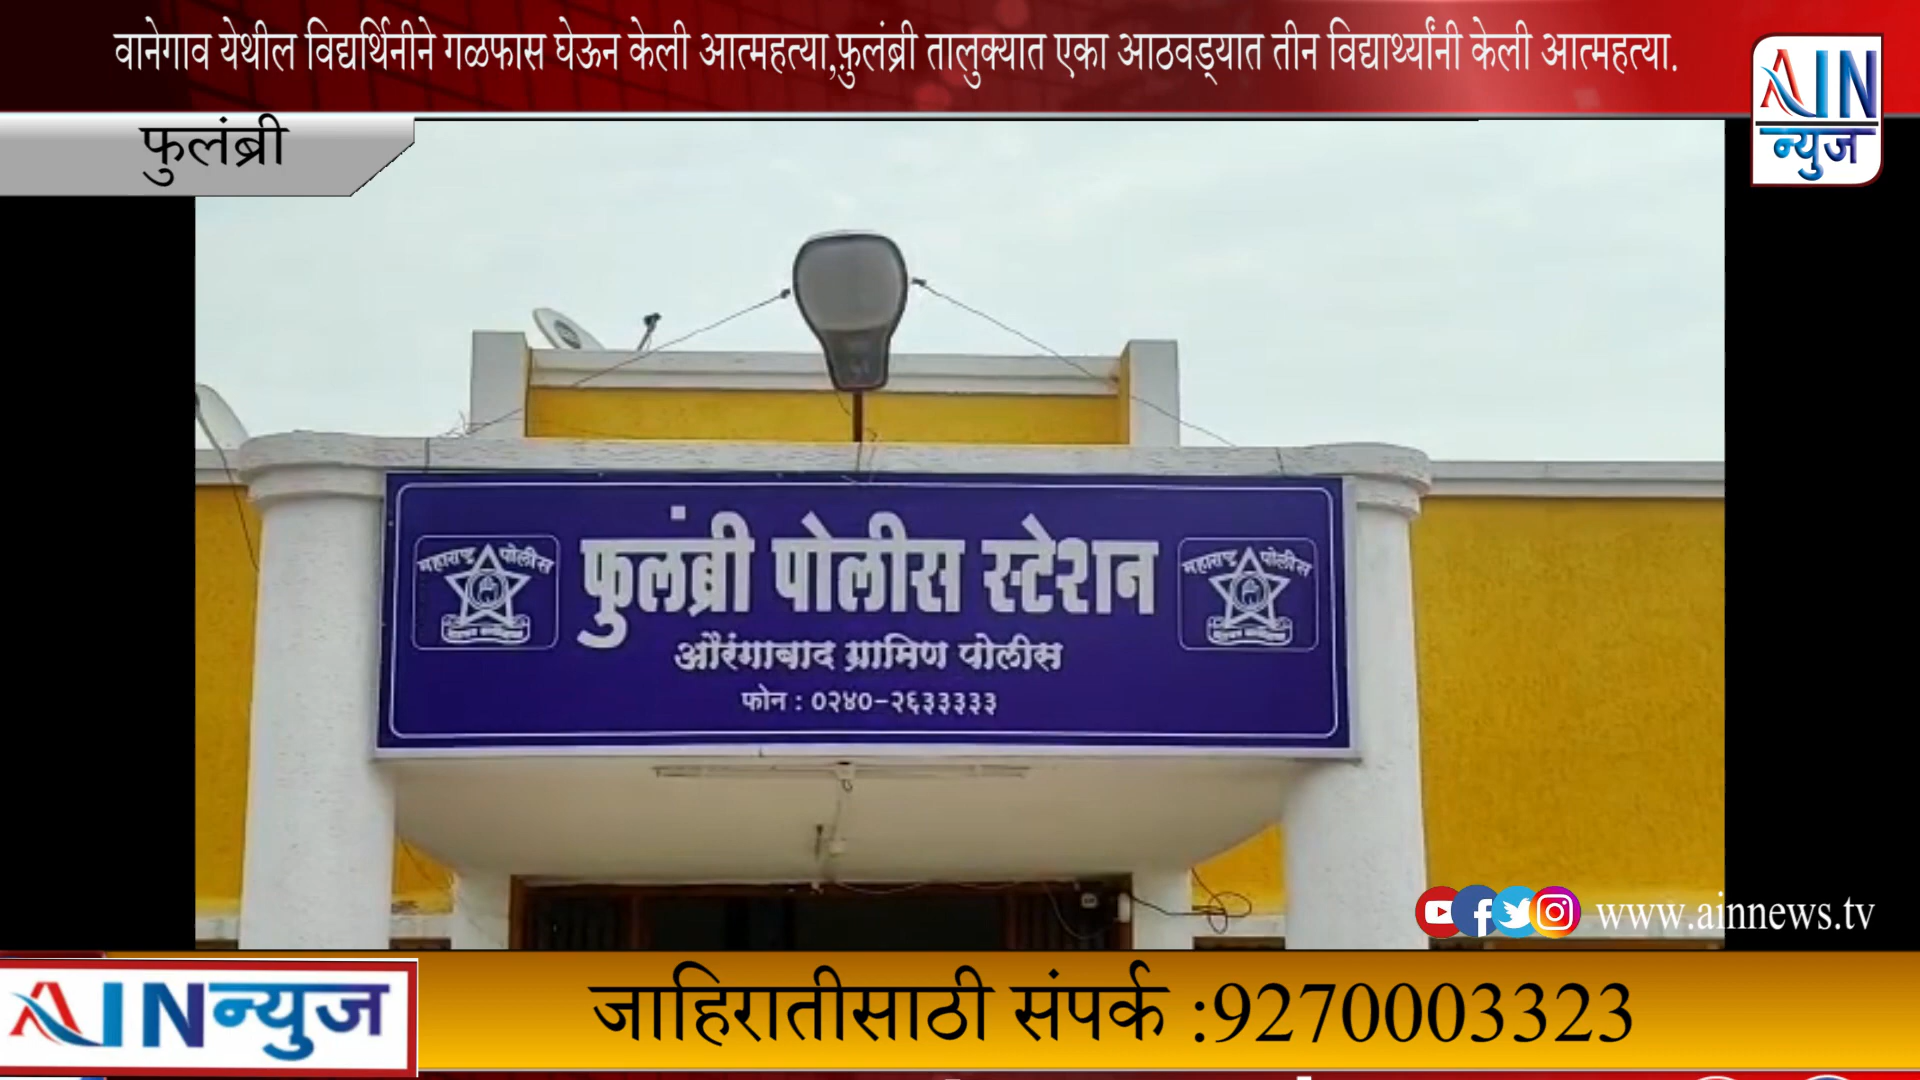 वानेगाव येथील विद्यर्थिनीने गळफास घेऊन केली आत्महत्या,फ़ुलंब्री तालुक्यात एका आठवड्यात तीन विद्यार्थ्यांनी केली आत्महत्या.
AIN
न्युज
फुलंब्री
महाराष्ट्र पोलीस
फुलंब्री पोलीस स्टेशन
महाराष्ट्र पोलीस
औरंगाबाद ग्रामिण पोलीस
फोन : ०२४०-२६३३३३३
www.ainnews.tv
AIN न्युज
जाहिरातीसाठी संपर्क :9270003323